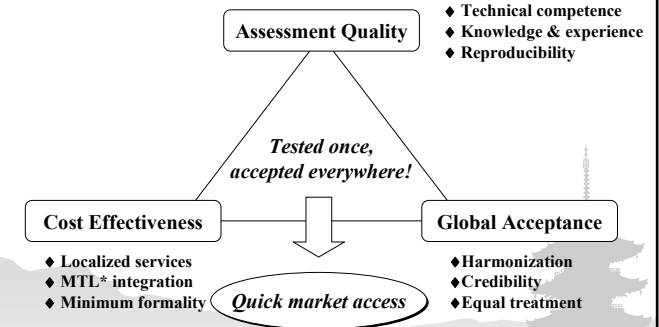 Assessment Quality
♦ Technical competence
♦ Knowledge & experience
♦ Reproducibility
Tested once,
accepted everywhere!
Cost Effectiveness
♦ Localized services
♦ MTL* integration
♦ Minimum formality
Global Acceptance
♦Harmonization
♦Credibility
♦Equal treatment
Quick market access